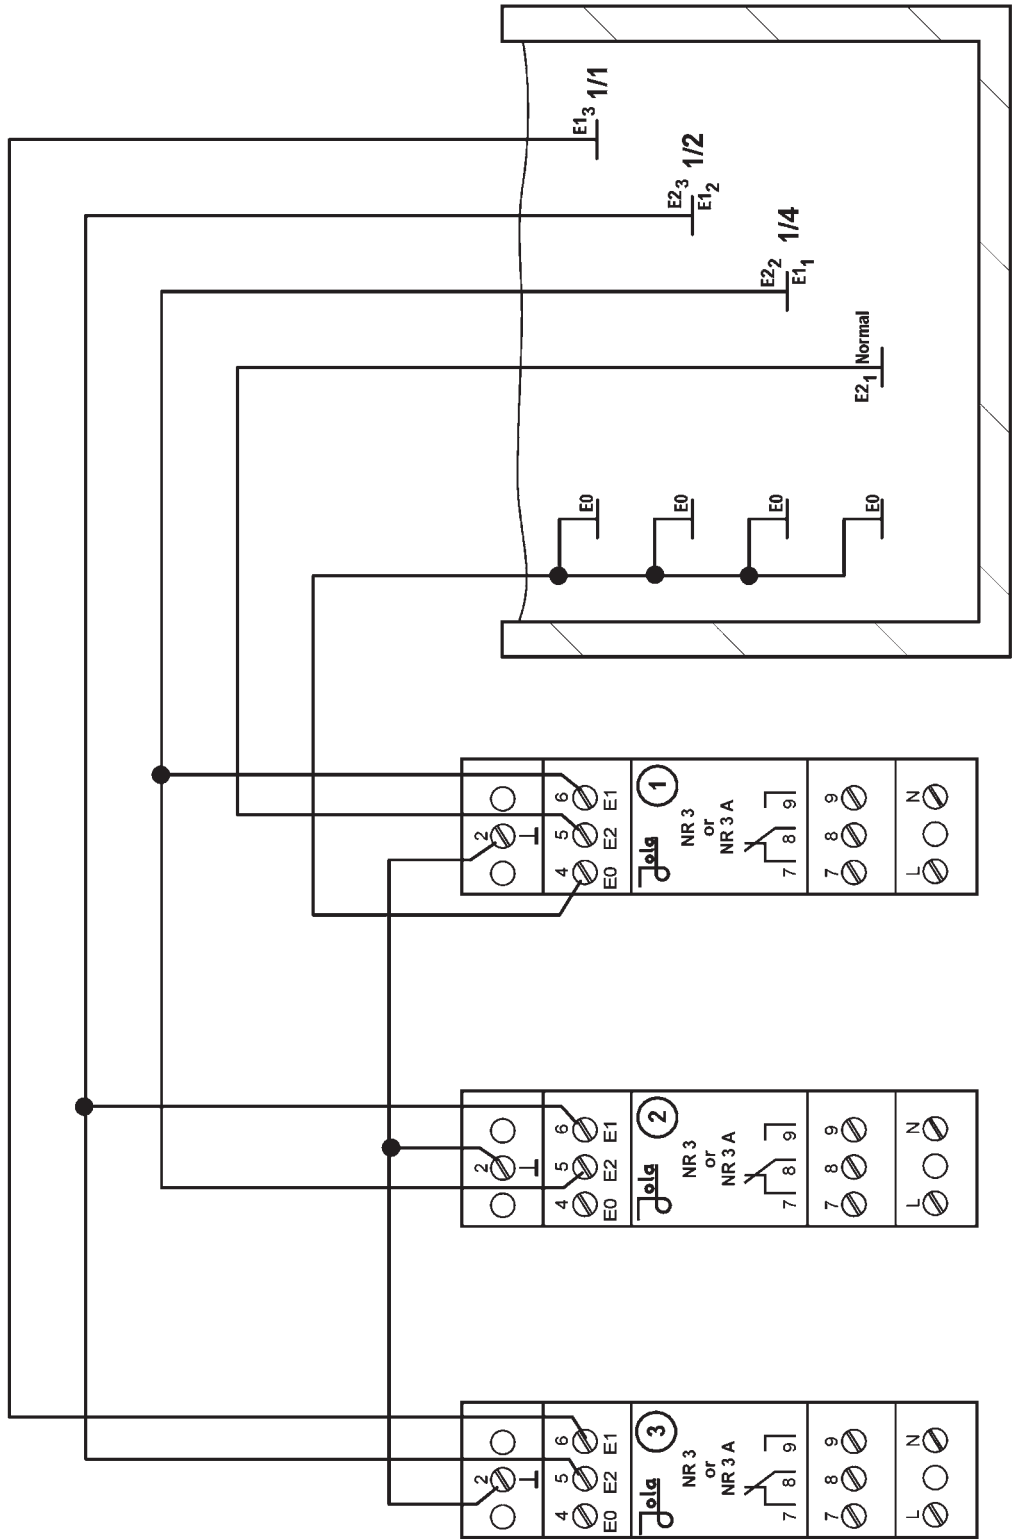 E1₃ 1/1
E2₃ 1/2
E1₂
E2₂ 1/4
E1₁
E2₁ Normal
E0
E0
E0
E0
2
4 5 6
E0 E2 E1
Jola
1
NR 3
or
NR 3 A
7 8 9
7 8 9
L N
2
4 5 6
E0 E2 E1
Jola
2
NR 3
or
NR 3 A
7 8 9
7 8 9
L N
2
4 5 6
E0 E2 E1
Jola
3
NR 3
or
NR 3 A
7 8 9
7 8 9
L N